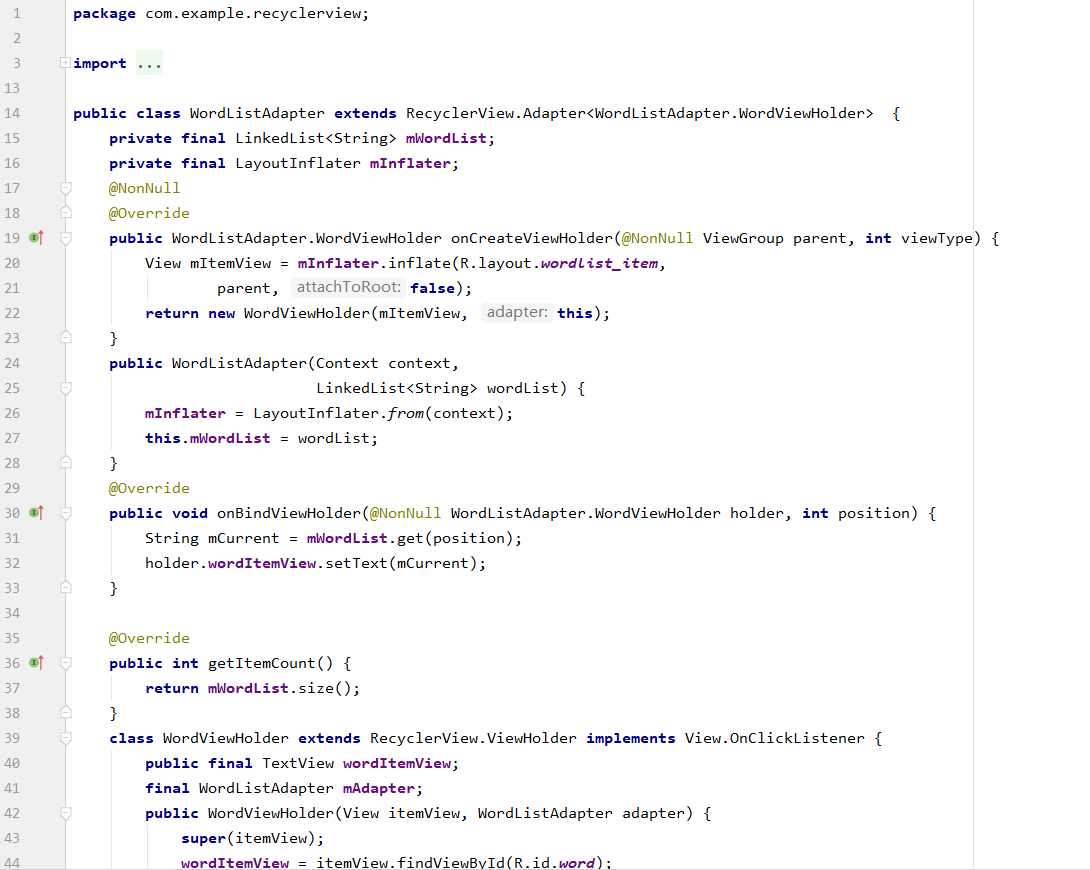 1 package com.example.recyclerview;
2
3 import ...
13
14 public class WordListAdapter extends RecyclerView.Adapter<WordListAdapter.WordViewHolder>  {
15     private final LinkedList<String> mWordList;
16     private final LayoutInflater mInflater;
17     @NonNull
18     @Override
19     public WordListAdapter.WordViewHolder onCreateViewHolder(@NonNull ViewGroup parent, int viewType) {
20         View mItemView = mInflater.inflate(R.layout.wordlist_item,
21                 parent, attachToRoot: false);
22         return new WordViewHolder(mItemView, adapter: this);
23     }
24     public WordListAdapter(Context context,
25                            LinkedList<String> wordList) {
26         mInflater = LayoutInflater.from(context);
27         this.mWordList = wordList;
28     }
29     @Override
30     public void onBindViewHolder(@NonNull WordListAdapter.WordViewHolder holder, int position) {
31         String mCurrent = mWordList.get(position);
32         holder.wordItemView.setText(mCurrent);
33     }
34
35     @Override
36     public int getItemCount() {
37         return mWordList.size();
38     }
39     class WordViewHolder extends RecyclerView.ViewHolder implements View.OnClickListener {
40         public final TextView wordItemView;
41         final WordListAdapter mAdapter;
42         public WordViewHolder(View itemView, WordListAdapter adapter) {
43             super(itemView);
44             wordItemView = itemView.findViewById(R.id.word);